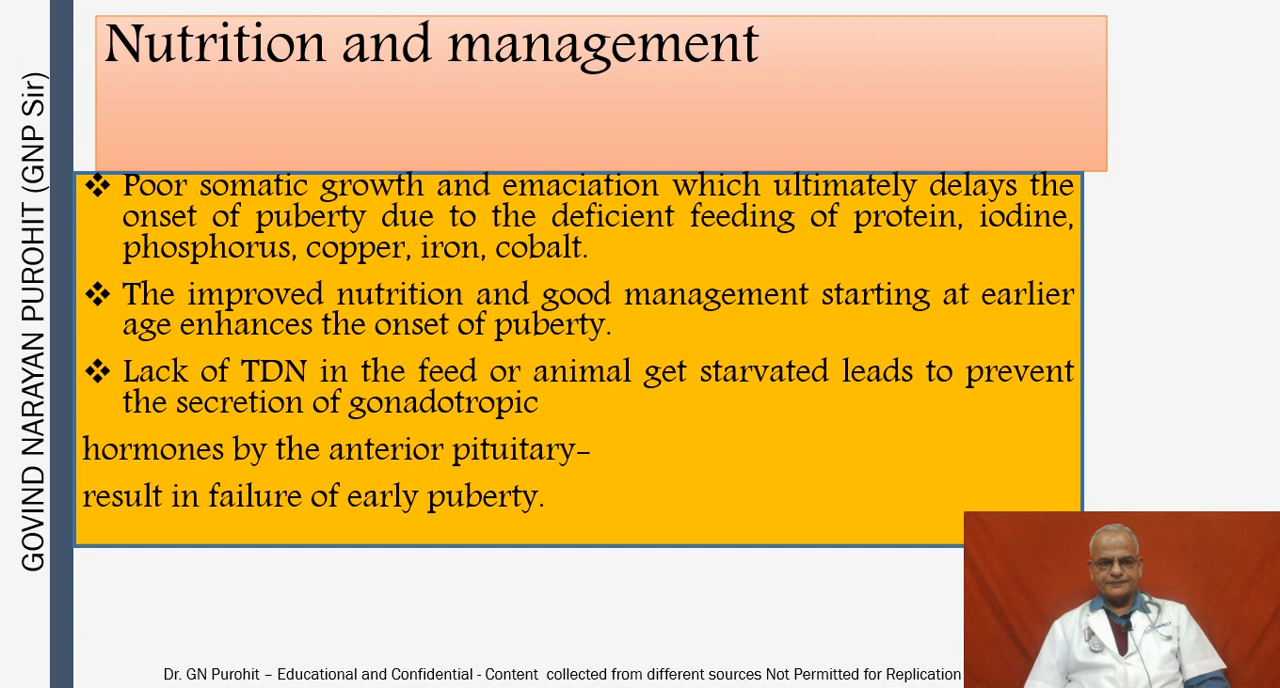 Nutrition and management
❖ Poor somatic growth and emaciation which ultimately delays the
onset of puberty due to the deficient feeding of protein, iodine,
phosphorus, copper, iron, cobalt.
❖ The improved nutrition and good management starting at earlier
age enhances the onset of puberty.
❖ Lack of TDN in the feed or animal get starvated leads to prevent
the secretion of gonadotropic
hormones by the anterior pituitary–
result in failure of early puberty.
GOVIND NARAYAN PUROHIT (GNP Sir)
Dr. GN Purohit – Educational and Confidential - Content collected from different sources Not Permitted for Replication